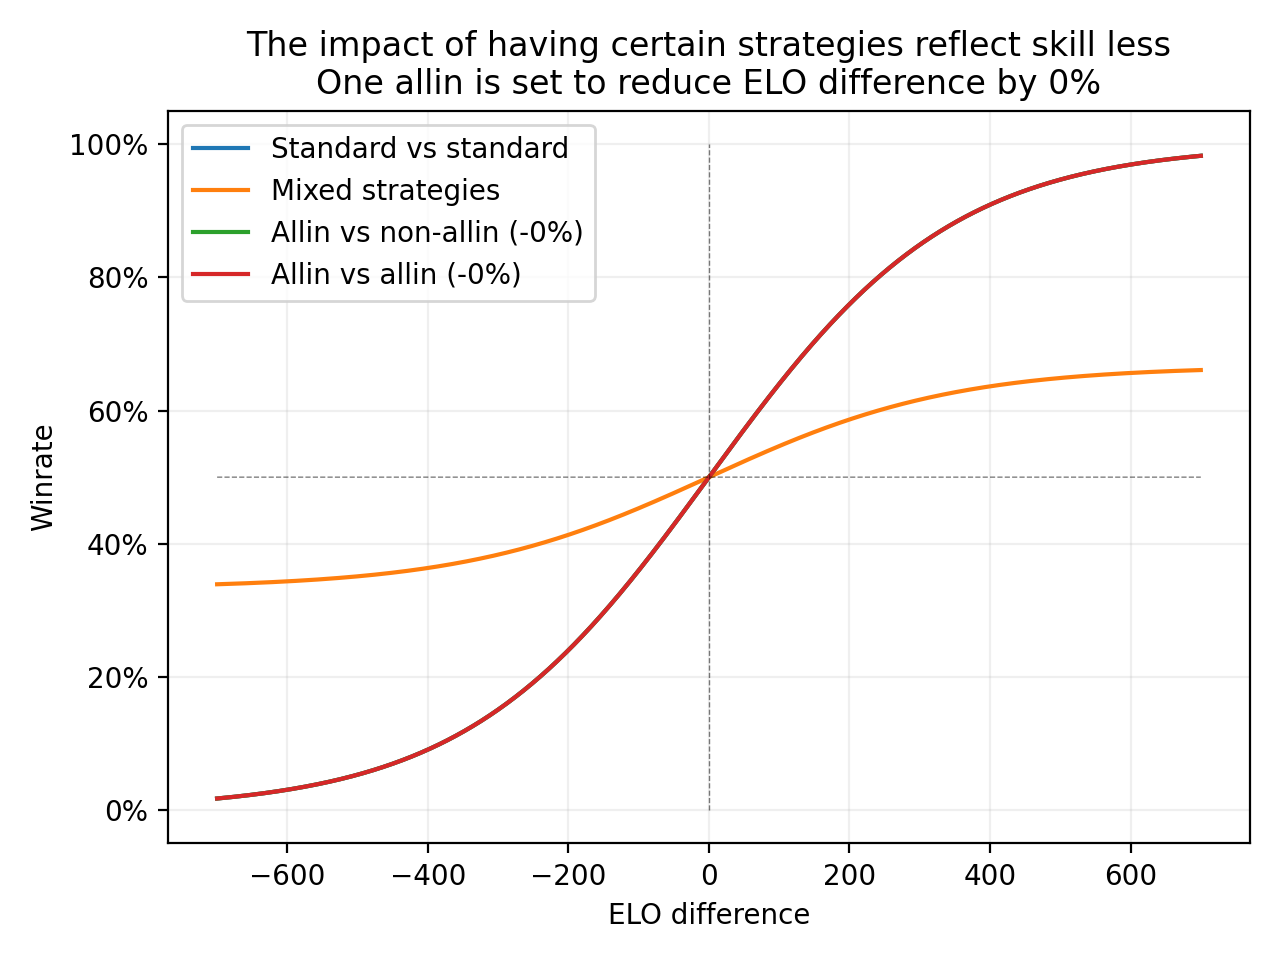 The impact of having certain strategies reflect skill less
One allin is set to reduce ELO difference by 0%
100%
80%
60%
40%
20%
0%
Winrate
Standard vs standard
Mixed strategies
Allin vs non-allin (-0%)
Allin vs allin (-0%)
−600
−400
−200
0
200
400
600
ELO difference